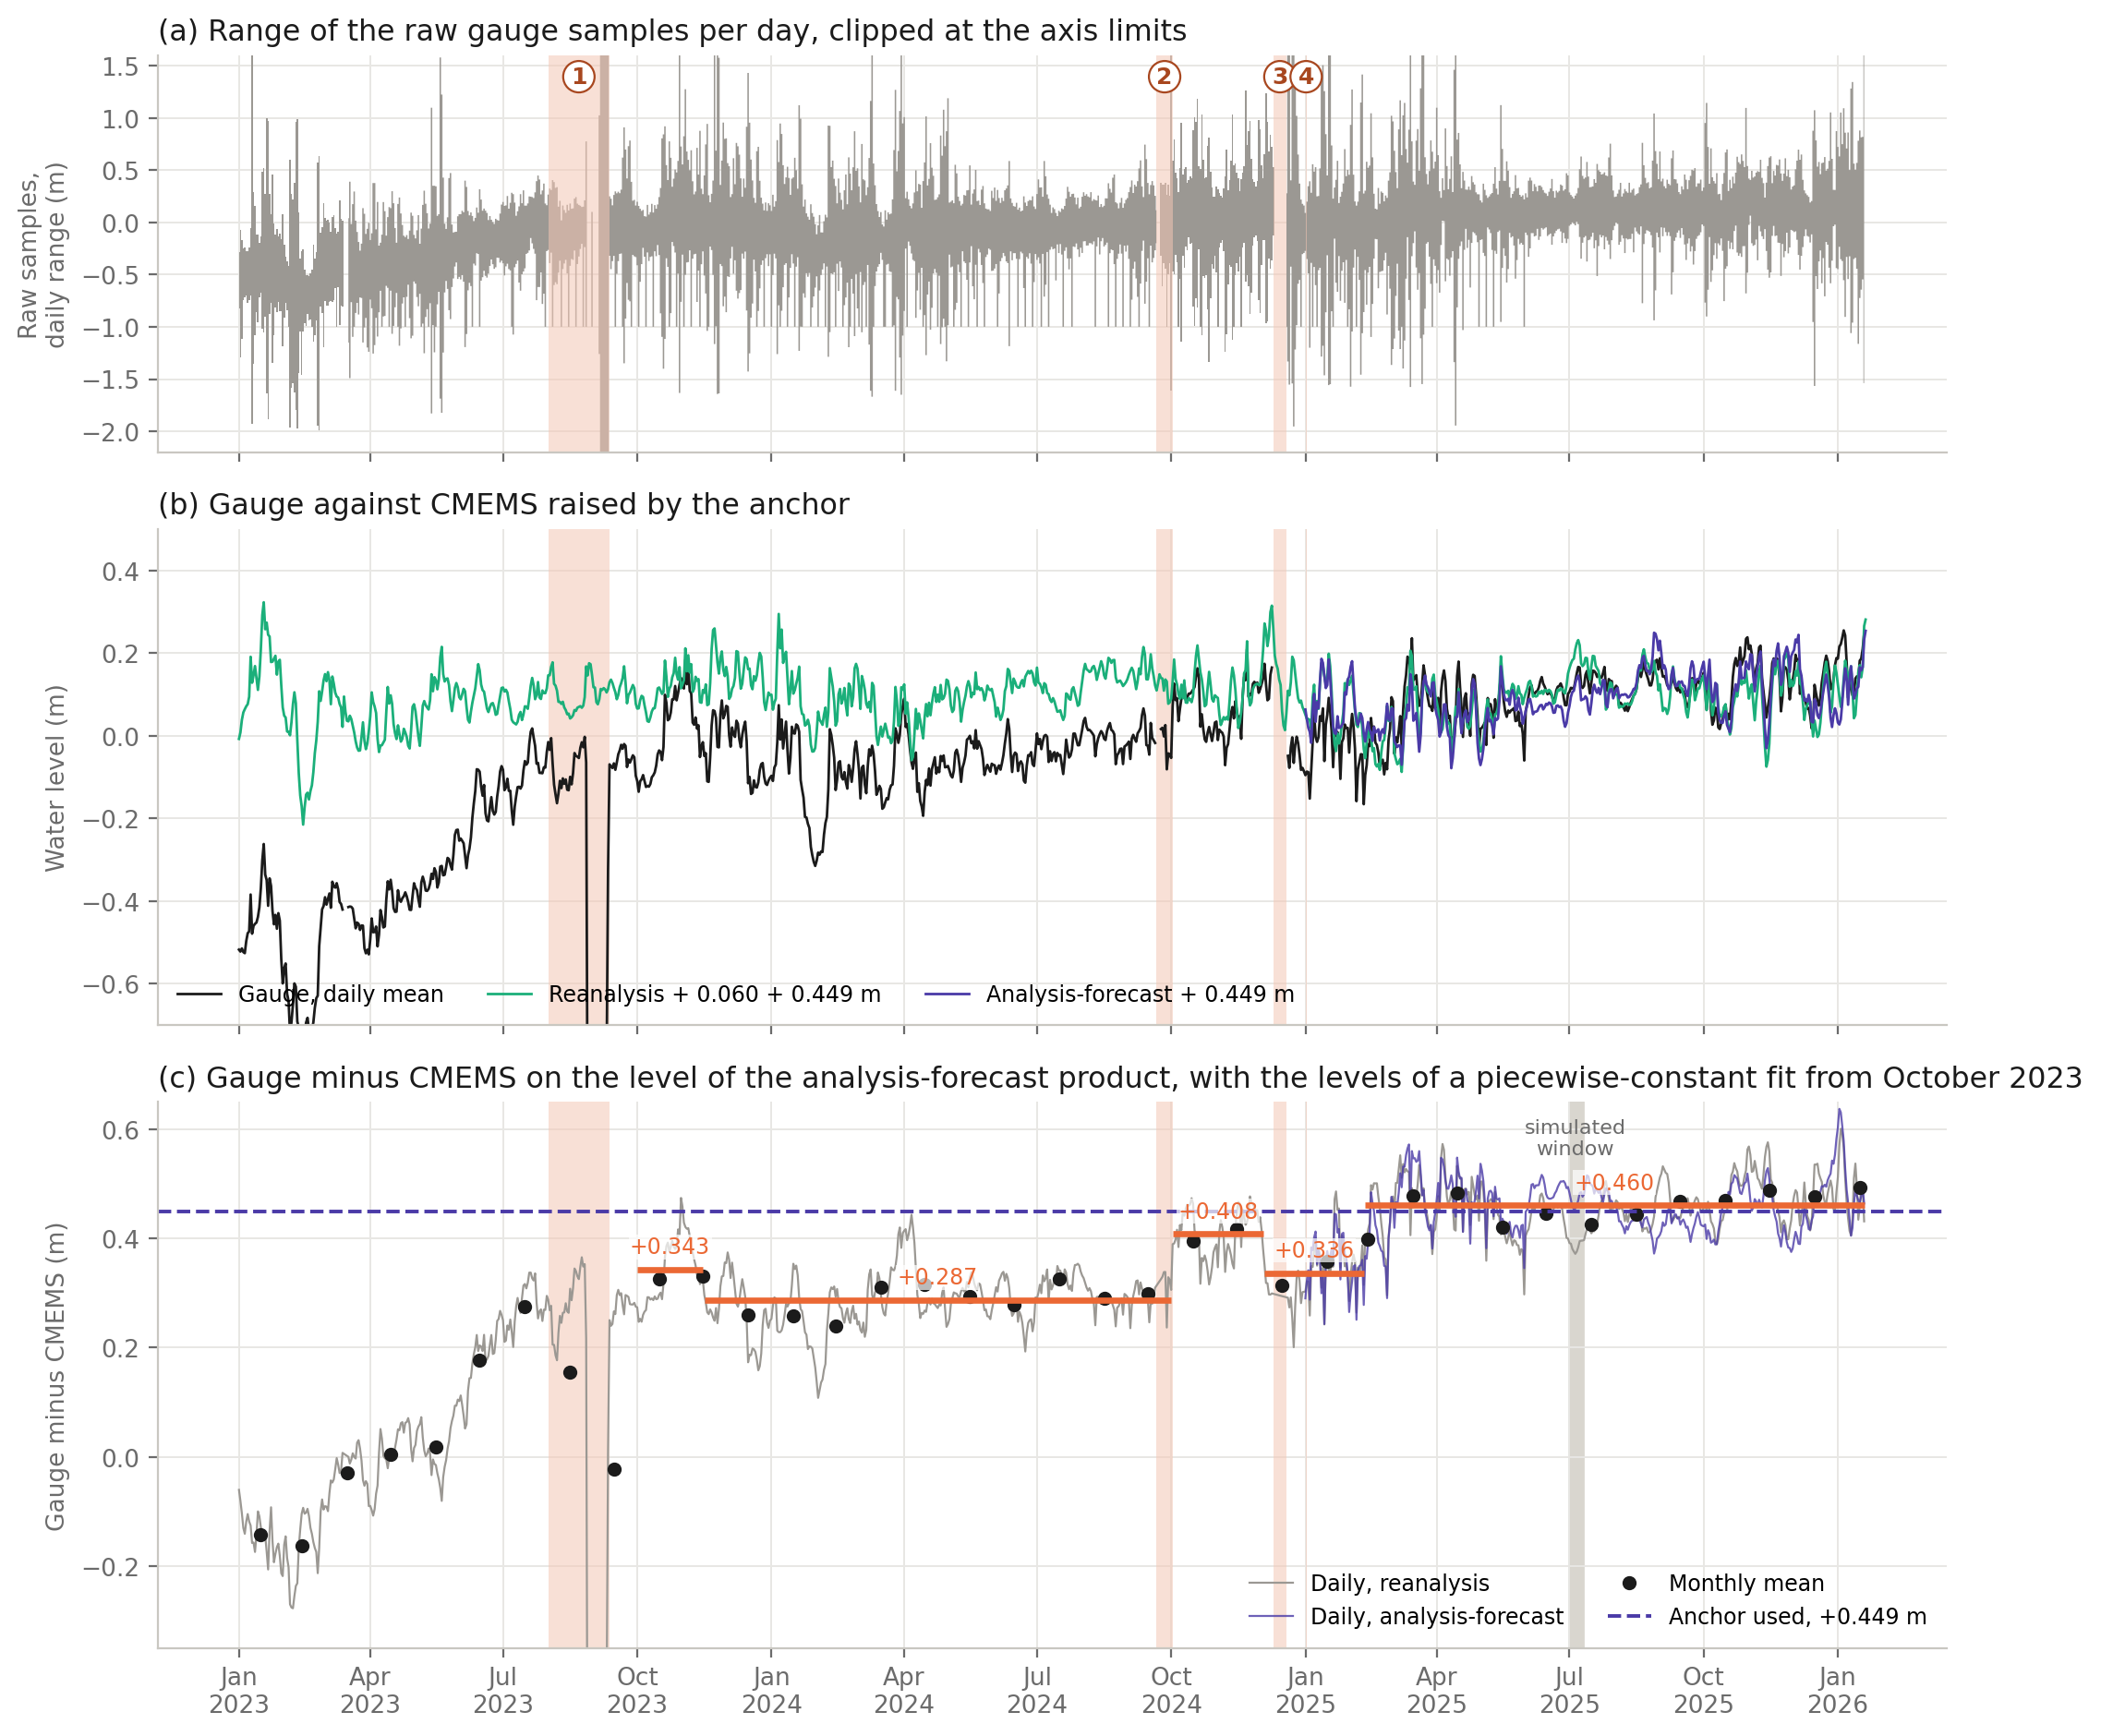 (a) Range of the raw gauge samples per day, clipped at the axis limits
Raw samples,
daily range (m)
1.5
1.0
0.5
0.0
−0.5
−1.0
−1.5
−2.0
1
2
3
4
(b) Gauge against CMEMS raised by the anchor
Water level (m)
0.4
0.2
0.0
−0.2
−0.4
−0.6
Gauge, daily mean
Reanalysis + 0.060 + 0.449 m
Analysis-forecast + 0.449 m
(c) Gauge minus CMEMS on the level of the analysis-forecast product, with the levels of a piecewise-constant fit from October 2023
Gauge minus CMEMS (m)
0.6
0.4
0.2
0.0
−0.2
+0.343
+0.287
+0.408
+0.336
+0.460
simulated
window
Daily, reanalysis
Daily, analysis-forecast
Monthly mean
Anchor used, +0.449 m
Jan
2023
Apr
2023
Jul
2023
Oct
2023
Jan
2024
Apr
2024
Jul
2024
Oct
2024
Jan
2025
Apr
2025
Jul
2025
Oct
2025
Jan
2026